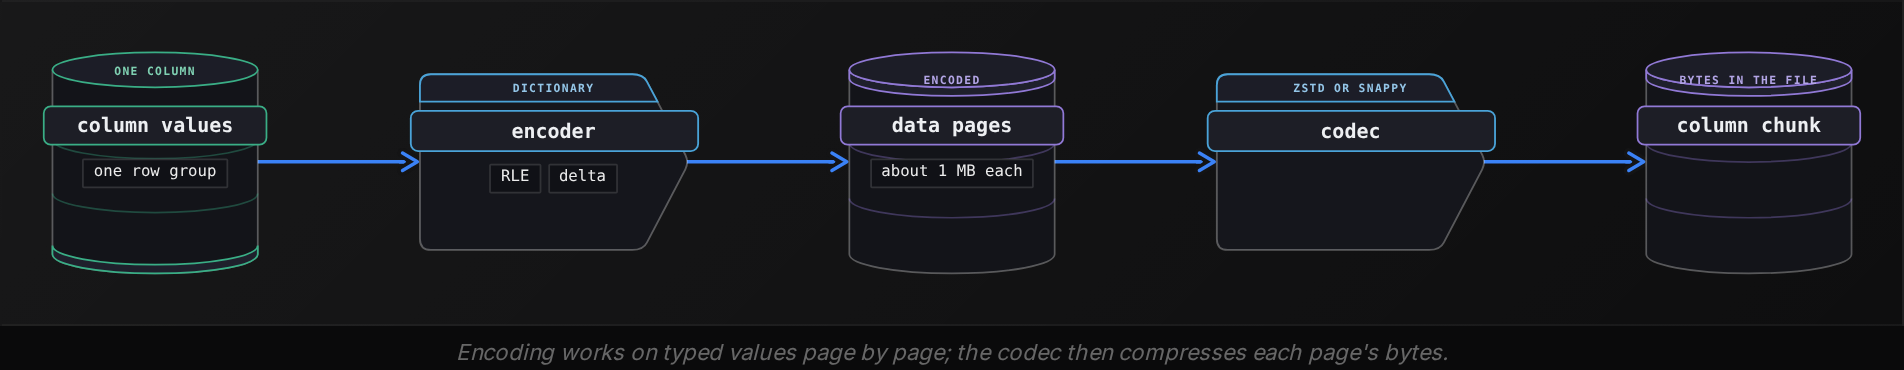 ONE COLUMN
column values
one row group
DICTIONARY
encoder
RLE
delta
ENCODED
data pages
about 1 MB each
ZSTD OR SNAPPY
codec
BYTES IN THE FILE
column chunk
Encoding works on typed values page by page; the codec then compresses each page's bytes.